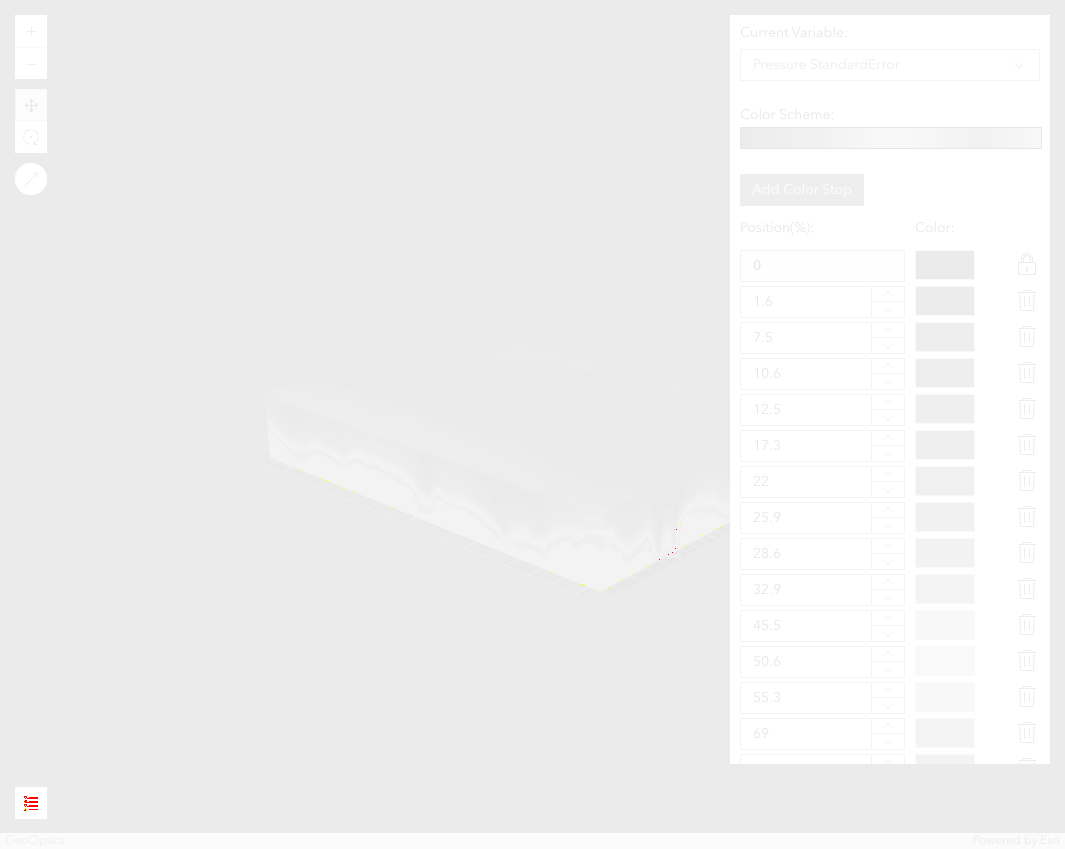 Current Variable:
Pressure StandardError
Color Scheme:
Add Color Stop
Position(%): Color:
0
1.6
7.5
10.6
12.5
17.3
22
25.9
28.6
32.9
45.5
50.6
55.3
69
GeoOptics Powered by Esri